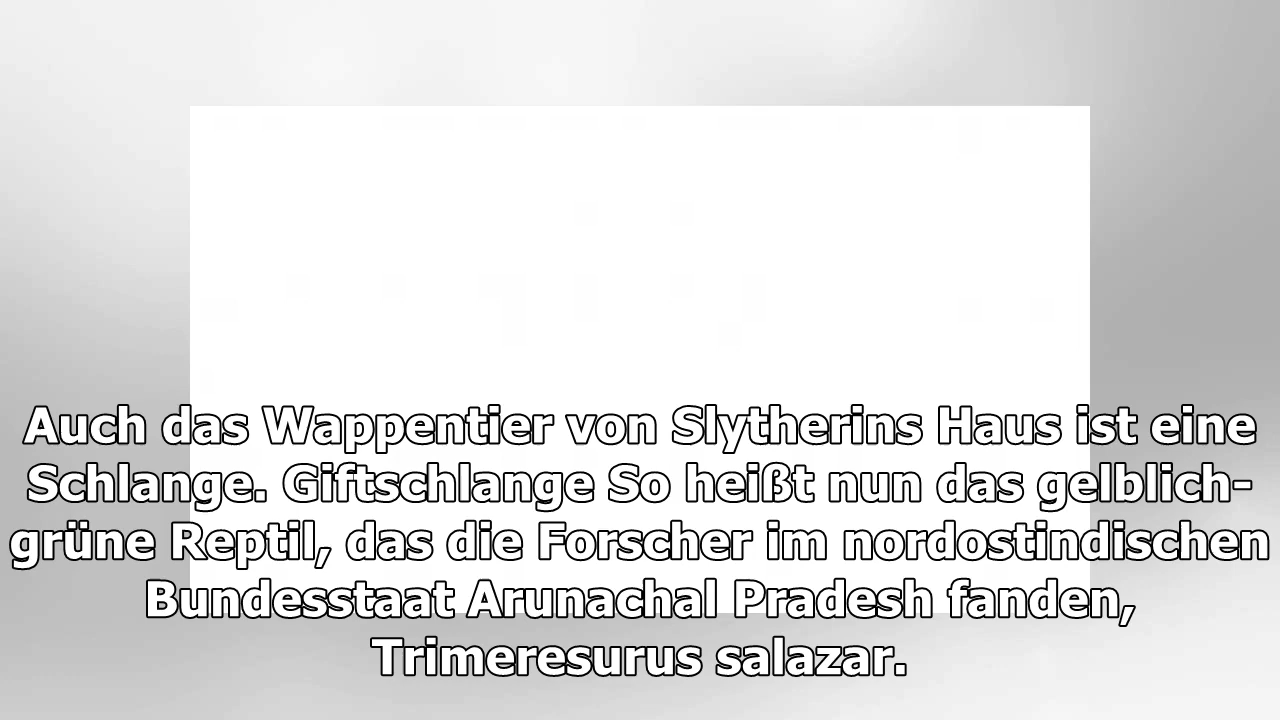 Auch das Wappentier von Slytherins Haus ist eine
Schlange. Giftschlange So heißt nun das gelblich-
grüne Reptil, das die Forscher im nordostindischen
Bundesstaat Arunachal Pradesh fanden,
Trimeresurus salazar.